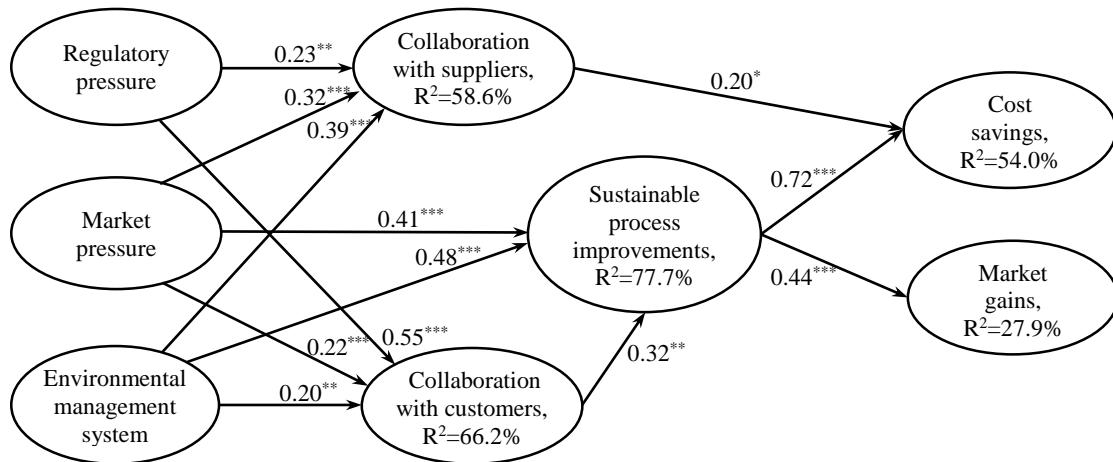 Regulatory
pressure
0.23**
Collaboration
with suppliers,
R²=58.6%
0.32***
0.39***
0.20*
Cost
savings,
R²=54.0%
Market
pressure
0.41***
0.48***
Sustainable
process
improvements,
R²=77.7%
0.72***
0.44***
Market
gains,
R²=27.9%
0.22***
0.55***
0.32**
Environmental
management
system
0.20**
Collaboration
with customers,
R²=66.2%